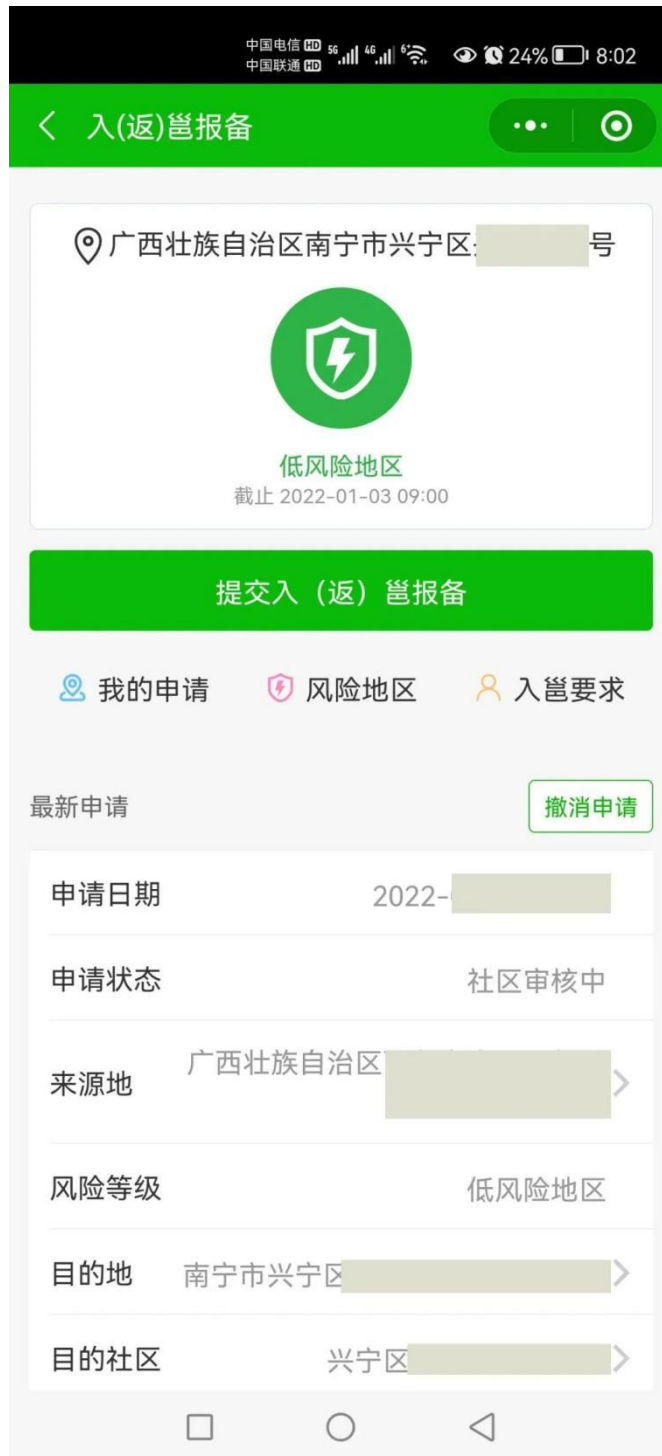 中国电信 HD 5G 4G 6
中国联通 HD
24% 8:02
入(返)邕报备
广西壮族自治区南宁市兴宁区 号
低风险地区
截止 2022-01-03 09:00
提交入（返）邕报备
我的申请 风险地区 入邕要求
最新申请 撤消申请
申请日期 2022-
申请状态 社区审核中
来源地 广西壮族自治区
风险等级 低风险地区
目的地 南宁市兴宁区
目的社区 兴宁区